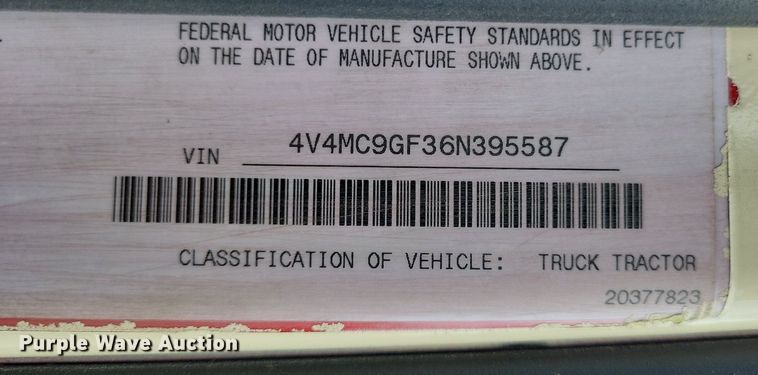 FEDERAL MOTOR VEHICLE SAFETY STANDARDS IN EFFECT
ON THE DATE OF MANUFACTURE SHOWN ABOVE.
VIN 4V4MC9GF36N395587
CLASSIFICATION OF VEHICLE: TRUCK TRACTOR
20377823
Purple Wave Auction